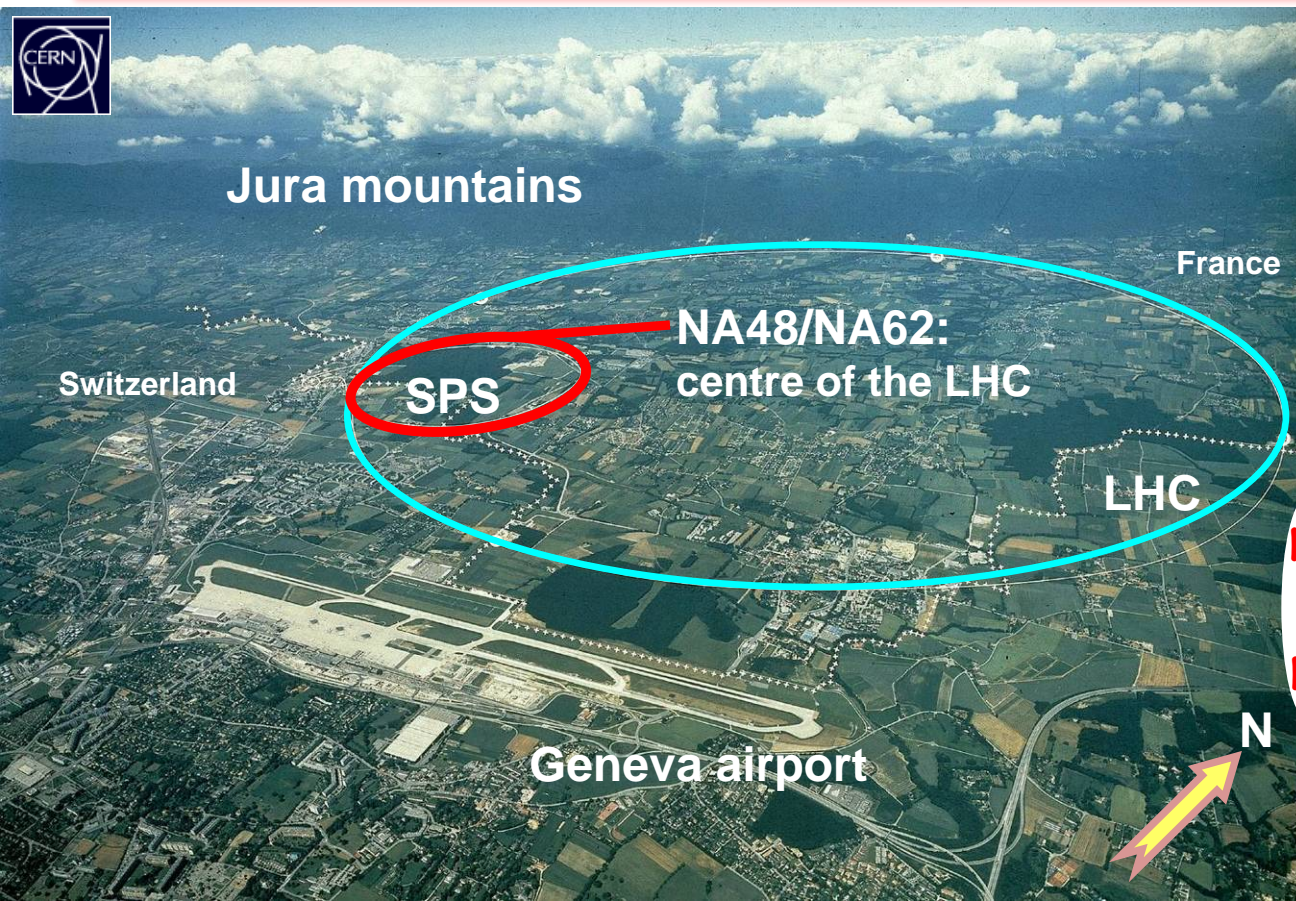 CERN
Jura mountains
France
NA48/NA62:
centre of the LHC
Switzerland
SPS
LHC
N
Geneva airport